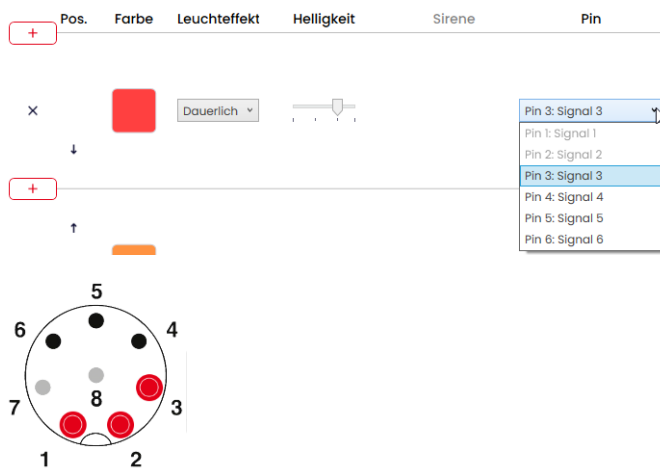 Pos. Farbe Leuchteffekt Helligkeit Sirene Pin
+
× Dauerlich Pin 3: Signal 3
Pin 1: Signal 1
Pin 2: Signal 2
↓ Pin 3: Signal 3
+ Pin 4: Signal 4
Pin 5: Signal 5
↑ Pin 6: Signal 6
5
6 4
8
7 3
1 2